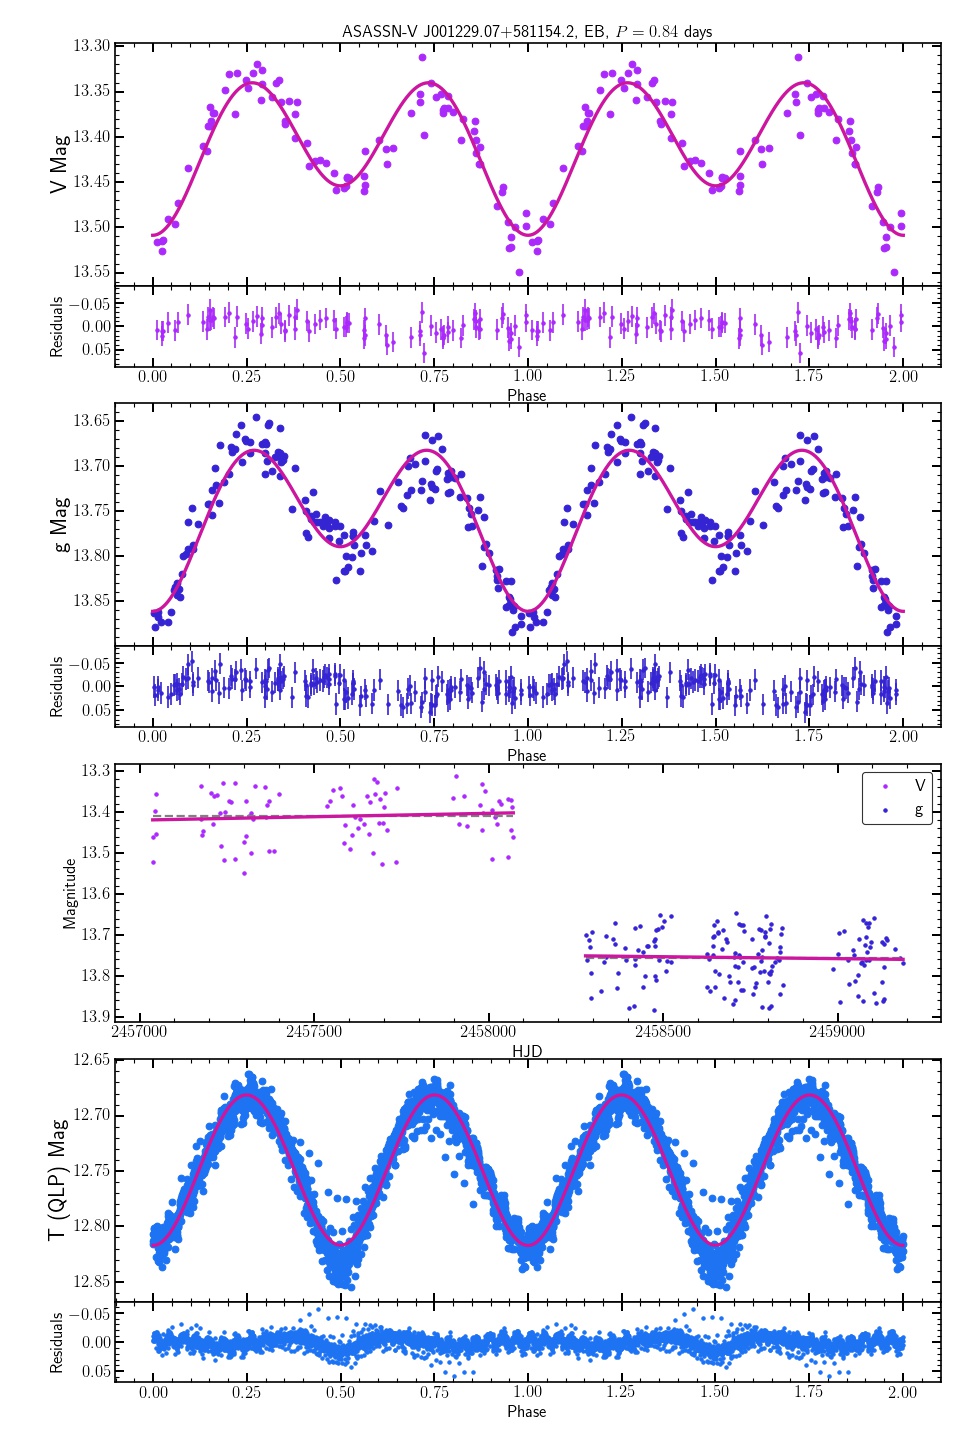 ASASSN-V J001229.07+581154.2, EB, P = 0.84 days
13.30
13.35
13.40
13.45
13.50
13.55
V Mag
−0.05
0.00
0.05
Residuals
0.00 0.25 0.50 0.75 1.00 1.25 1.50 1.75 2.00
Phase
13.65
13.70
13.75
13.80
13.85
g Mag
−0.05
0.00
0.05
Residuals
0.00 0.25 0.50 0.75 1.00 1.25 1.50 1.75 2.00
Phase
13.3
13.4
13.5
13.6
13.7
13.8
13.9
Magnitude
V
g
2457000 2457500 2458000 2458500 2459000
HJD
12.65
12.70
12.75
12.80
12.85
T (QLP) Mag
−0.05
0.00
0.05
Residuals
0.00 0.25 0.50 0.75 1.00 1.25 1.50 1.75 2.00
Phase